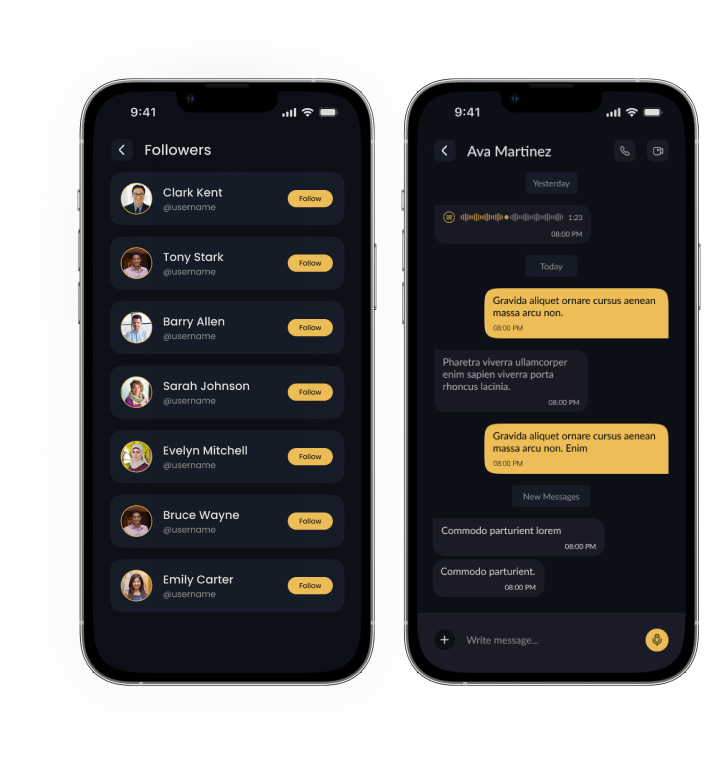 9:41
Followers
Clark Kent
@username
Follow
Tony Stark
@username
Follow
Barry Allen
@username
Follow
Sarah Johnson
@username
Follow
Evelyn Mitchell
@username
Follow
Bruce Wayne
@username
Follow
Emily Carter
@username
Follow
9:41
Ava Martinez
Yesterday
1:23
08:00 PM
Today
Gravida aliquet ornare cursus aenean
massa arcu non.
08:00 PM
Pharetra viverra ullamcorper
enim sapien viverra porta
rhoncus lacinia.
08:00 PM
Gravida aliquet ornare cursus aenean
massa arcu non. Enim
08:00 PM
New Messages
Commodo parturient lorem
08:00 PM
Commodo parturient.
08:00 PM
Write message...